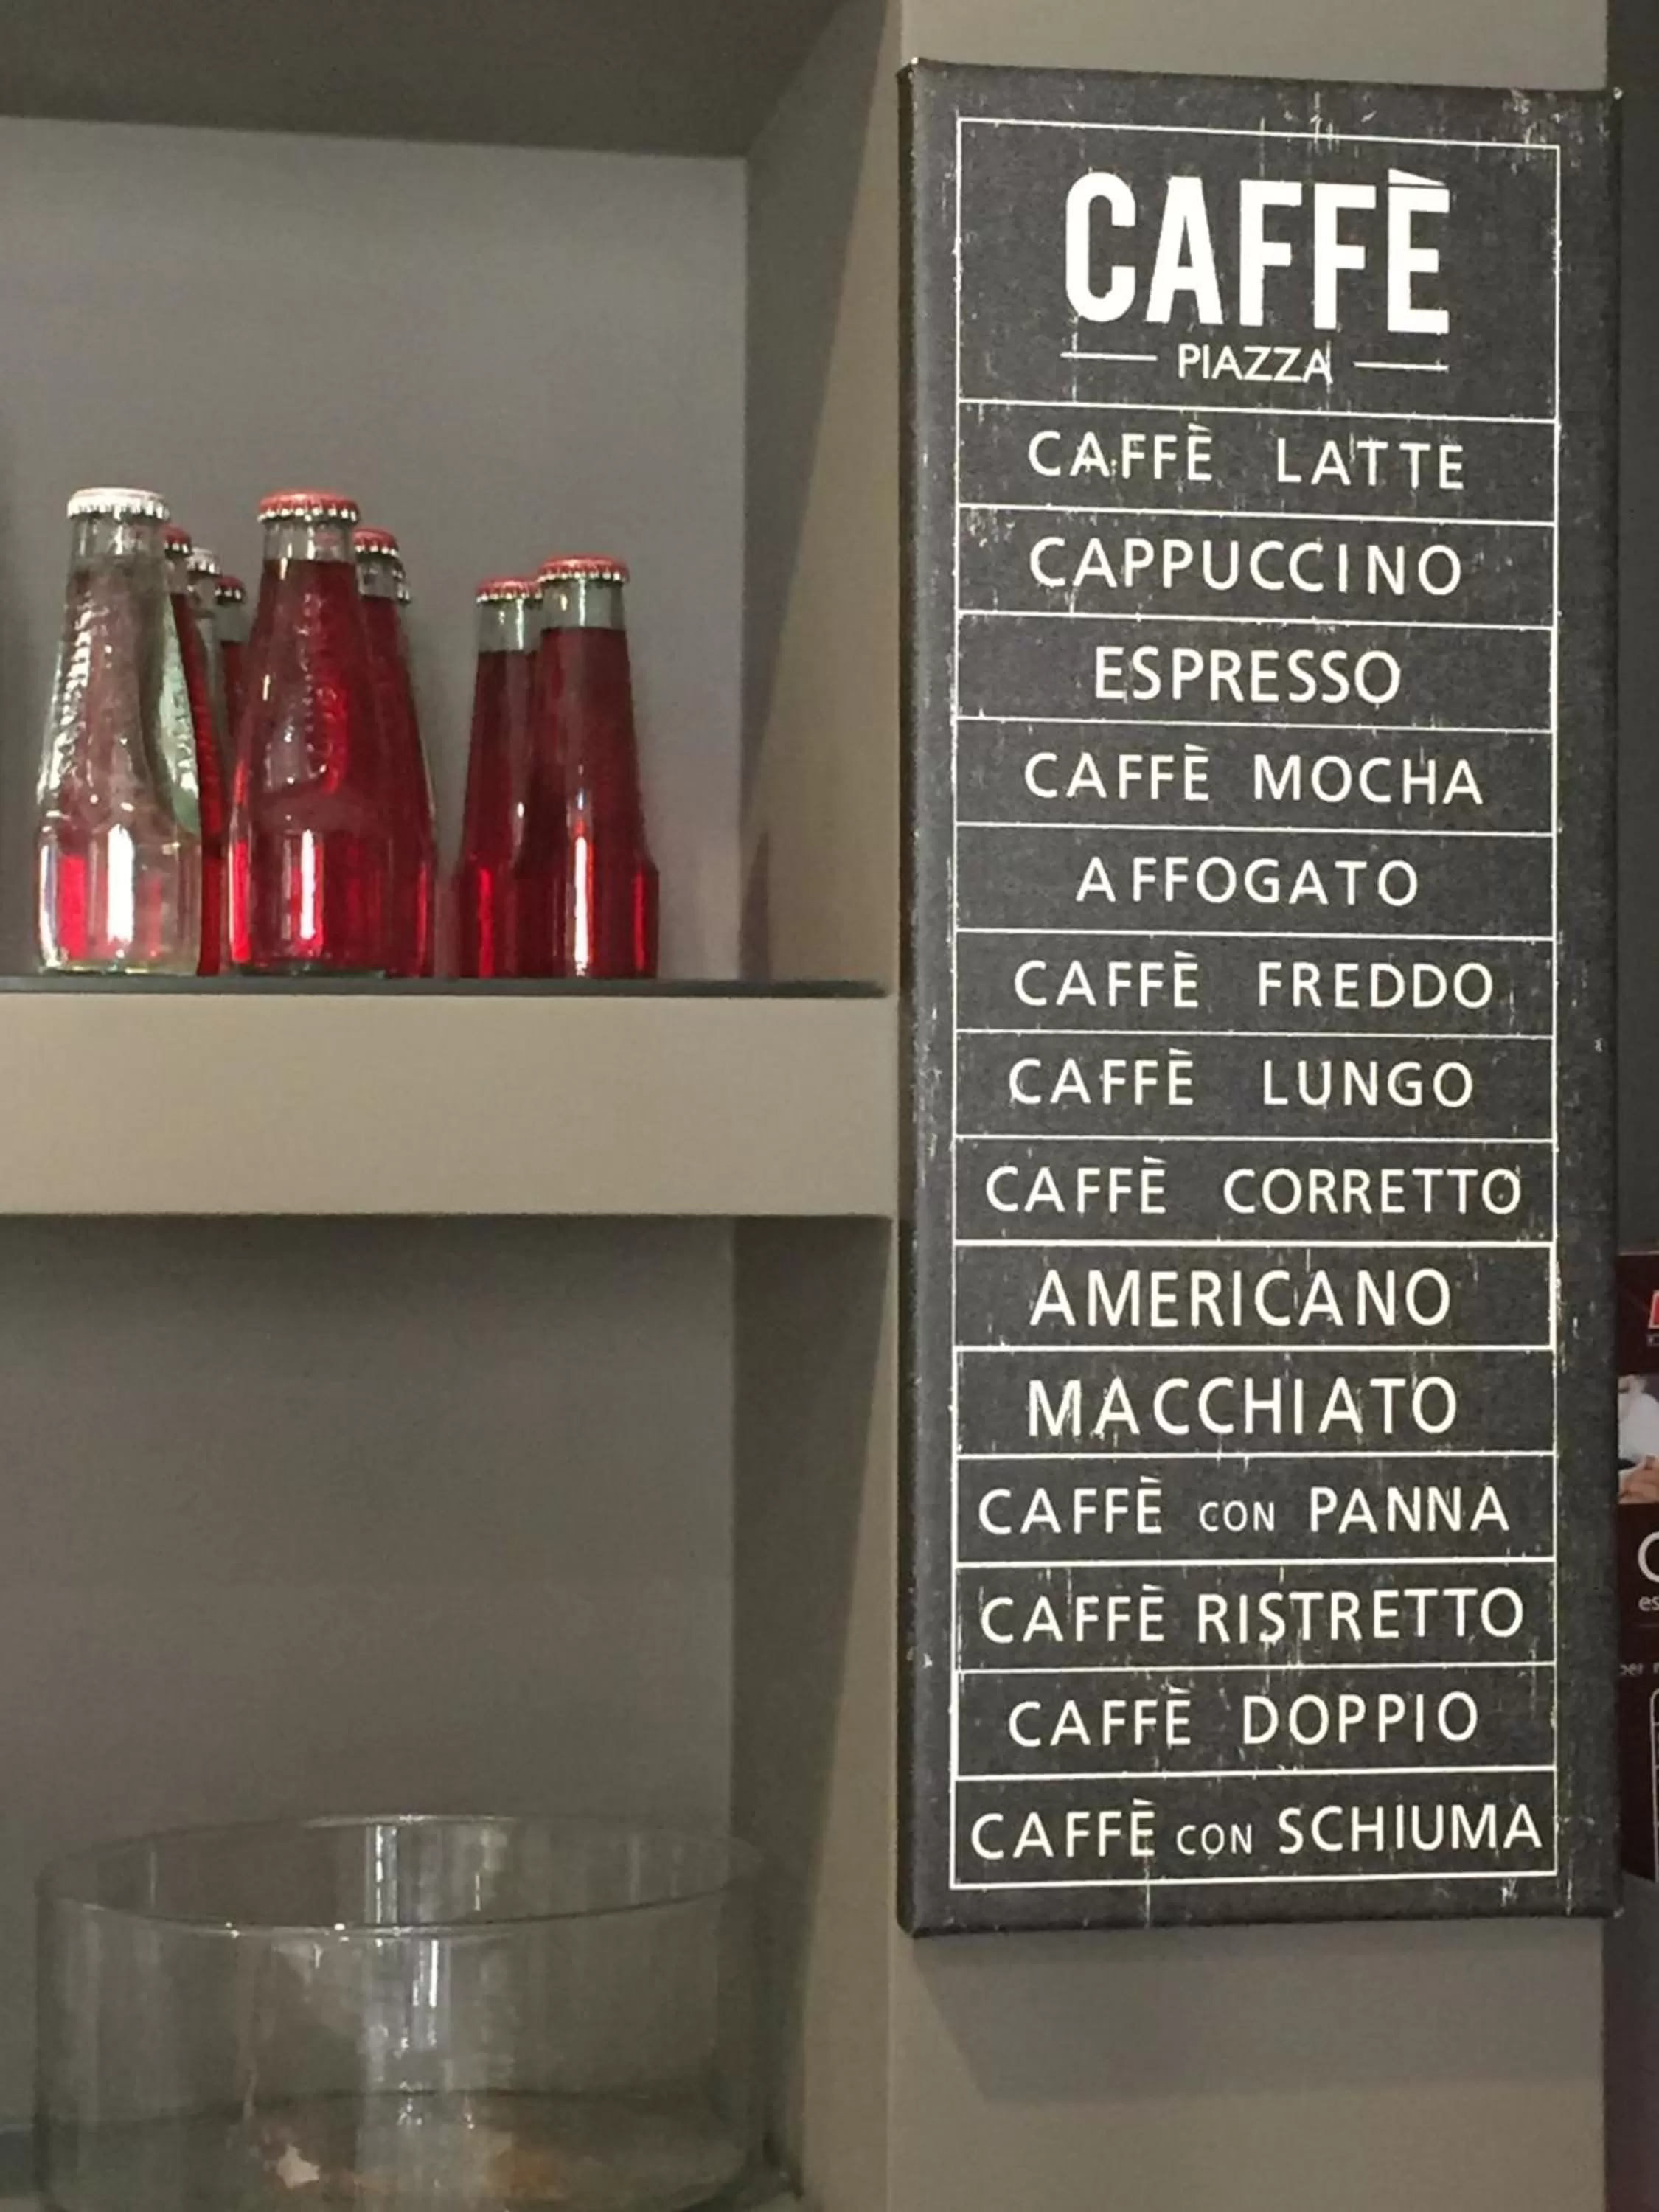 CAFFÈ
PIAZZA
CAFFÈ LATTE
CAPPUCCINO
ESPRESSO
CAFFÈ MOCHA
AFFOGATO
CAFFÈ FREDDO
CAFFÈ LUNGO
CAFFÈ CORRETTO
AMERICANO
MACCHIATO
CAFFÈ CON PANNA
CAFFÈ RISTRETTO
CAFFÈ DOPPIO
CAFFÈ CON SCHIUMA